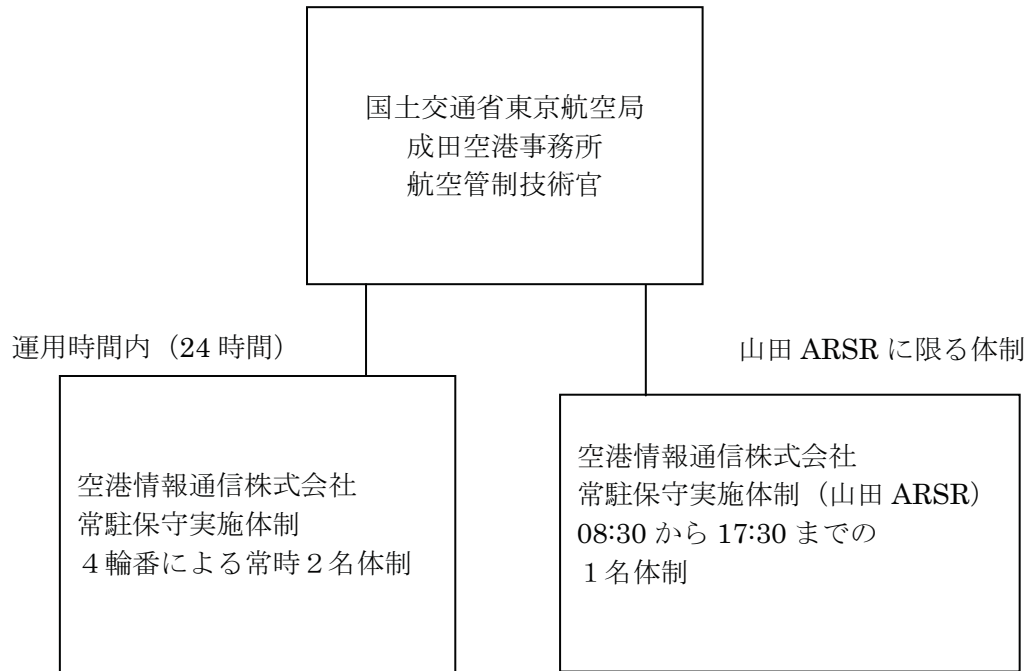 国土交通省東京航空局
成田空港事務所
航空管制技術官
運用時間内（24 時間）
空港情報通信株式会社
常駐保守実施体制
４輪番による常時２名体制
山田 ARSR に限る体制
空港情報通信株式会社
常駐保守実施体制（山田 ARSR）
08:30 から 17:30 までの
１名体制